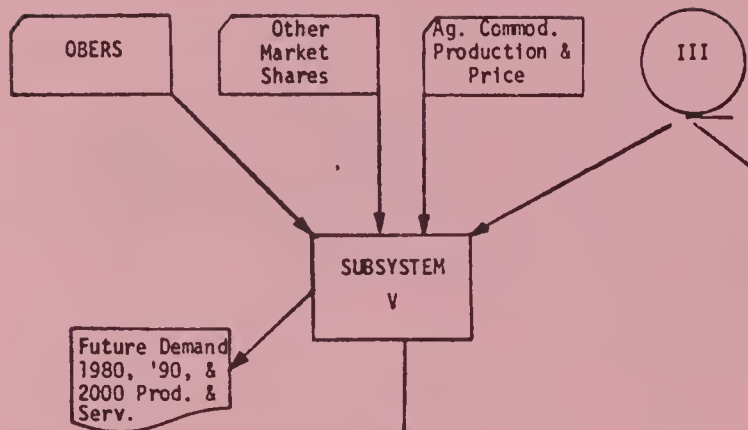 OBERS
Other
Market
Shares
Ag. Commod.
Production &
Price
III
SUBSYSTEM
V
Future Demand
1980, '90, &
2000 Prod. &
Serv.